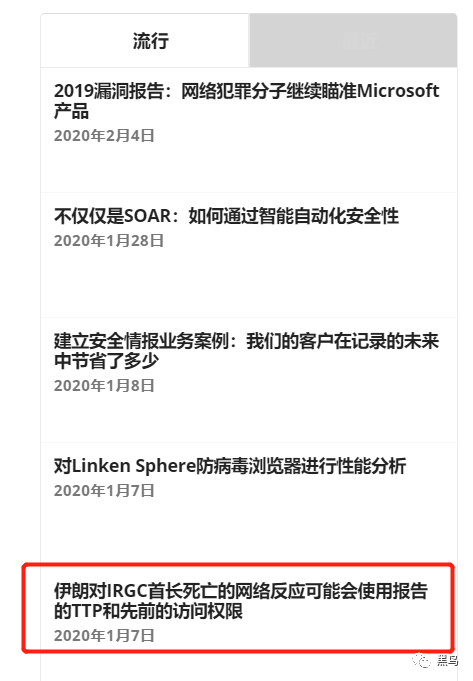 流行
2019漏洞报告：网络犯罪分子继续瞄准Microsoft
产品
2020年2月4日
不仅仅是SOAR：如何通过智能自动化安全性
2020年1月28日
建立安全情报业务案例：我们的客户在记录的未来
中节省了多少
2020年1月8日
对Linken Sphere防病毒浏览器进行性能分析
2020年1月7日
伊朗对IRGC首长死亡的网络反应可能会使用报告
的TTP和先前的访问权限
2020年1月7日
黑鸟